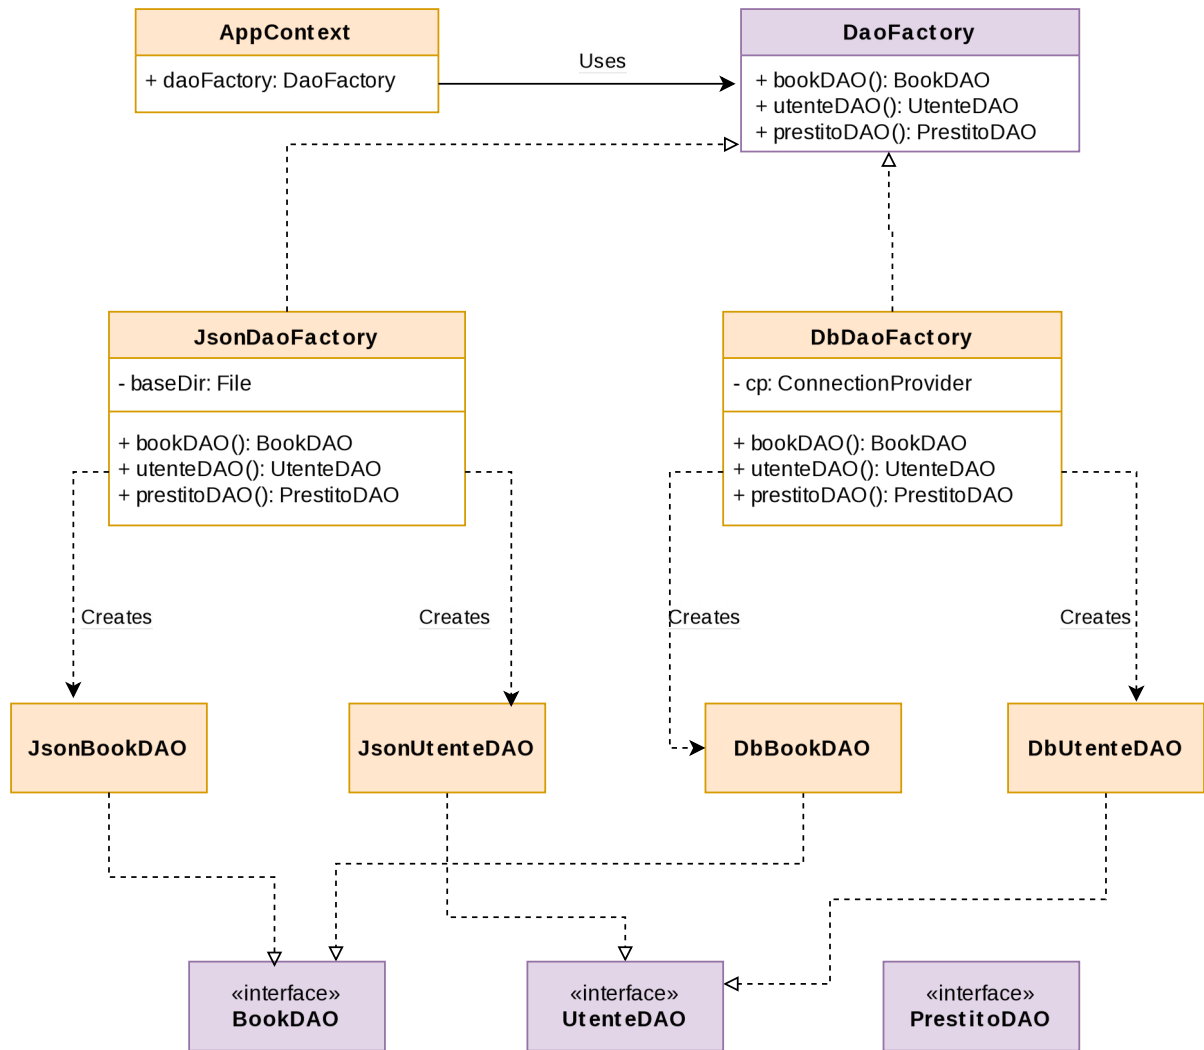 AppContext
+ daoFactory: DaoFactory
Uses
DaoFactory
+ bookDAO(): BookDAO
+ utenteDAO(): UtenteDAO
+ prestitoDAO(): PrestitoDAO
JsonDaoFactory
- baseDir: File
+ bookDAO(): BookDAO
+ utenteDAO(): UtenteDAO
+ prestitoDAO(): PrestitoDAO
DbDaoFactory
- cp: ConnectionProvider
+ bookDAO(): BookDAO
+ utenteDAO(): UtenteDAO
+ prestitoDAO(): PrestitoDAO
Creates
Creates
Creates
Creates
JsonBookDAO
JsonUtenteDAO
DbBookDAO
DbUtenteDAO
«interface»
BookDAO
«interface»
UtenteDAO
«interface»
PrestitoDAO